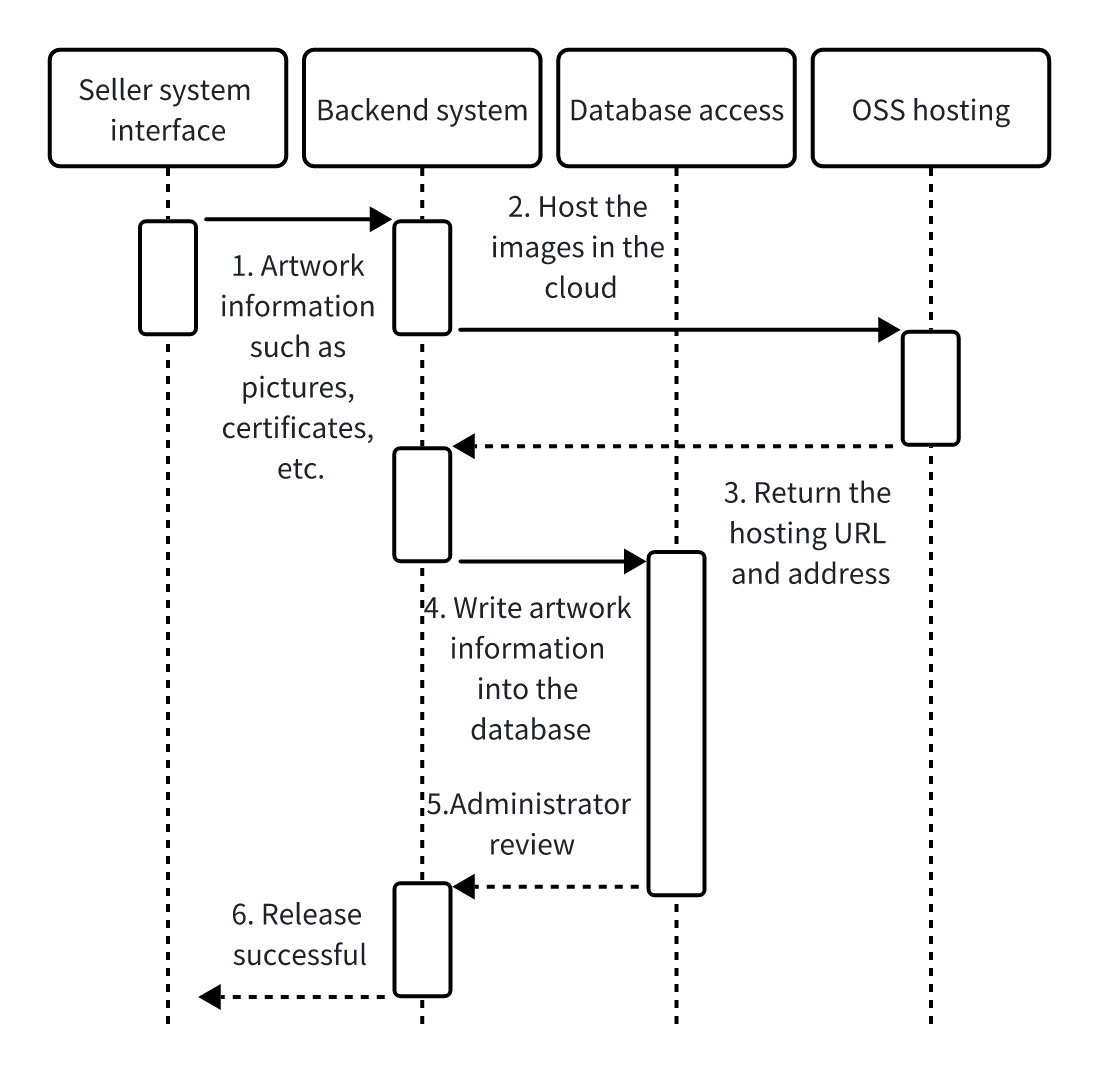 Seller system
interface
Backend system
Database access
OSS hosting
1. Artwork
information
such as
pictures,
certificates,
etc.
2. Host the
images in the
cloud
3. Return the
hosting URL
and address
4. Write artwork
information
into the
database
5.Administrator
review
6. Release
successful